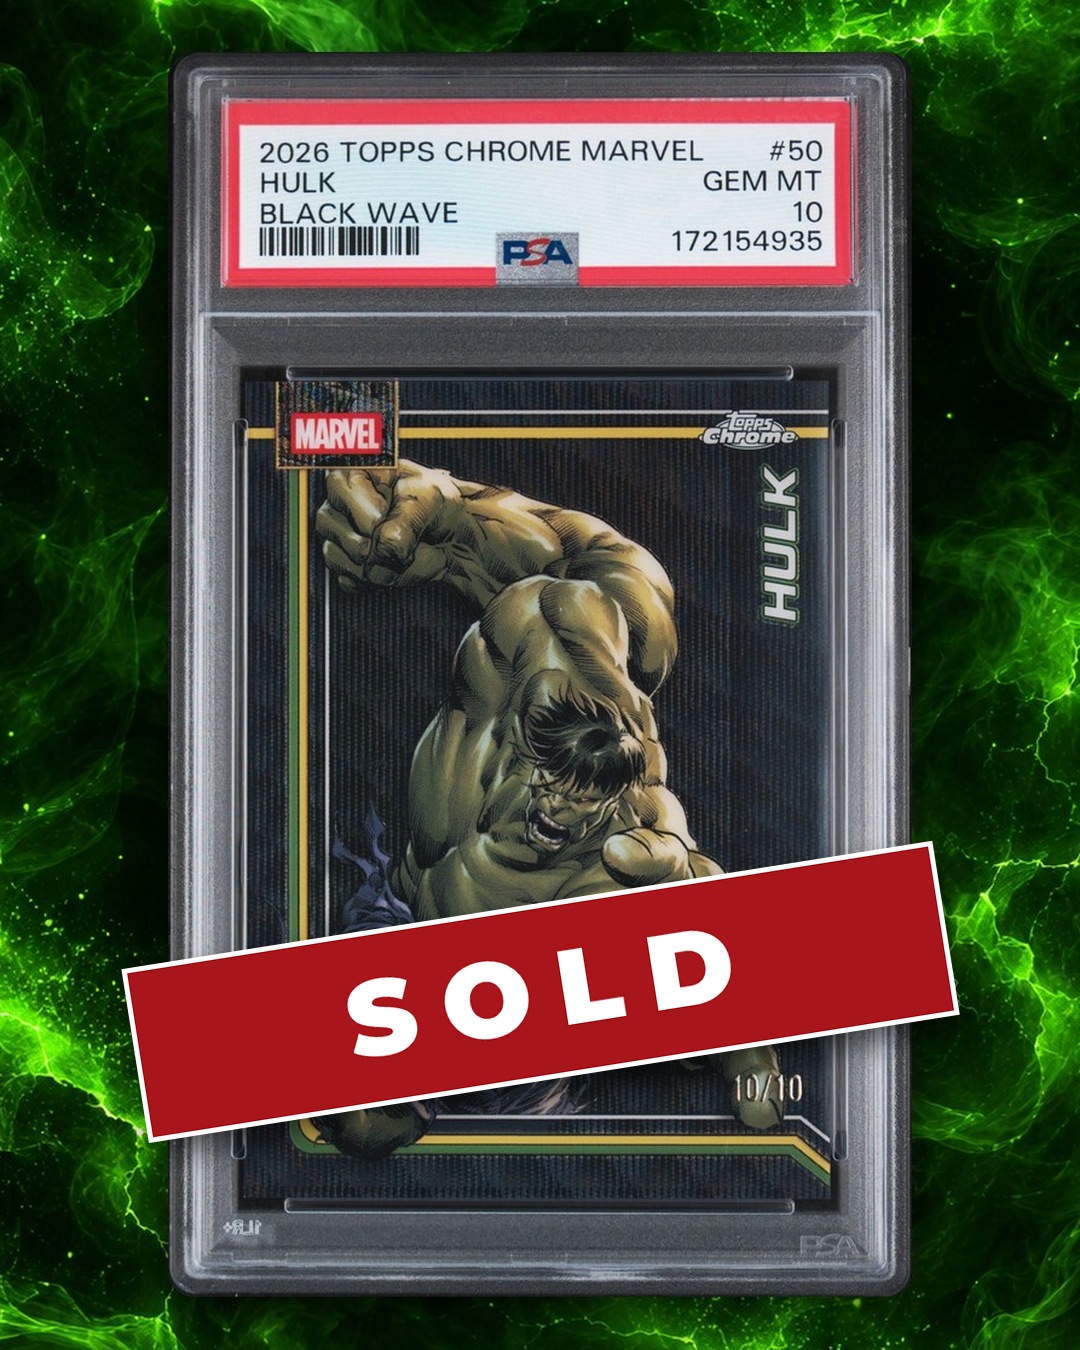 2026 TOPPS CHROME MARVEL #50
HULK GEM MT
BLACK WAVE 10
172154935
PSA
MARVEL
topps
Chrome
HULK
SOLD
10/10
PSA